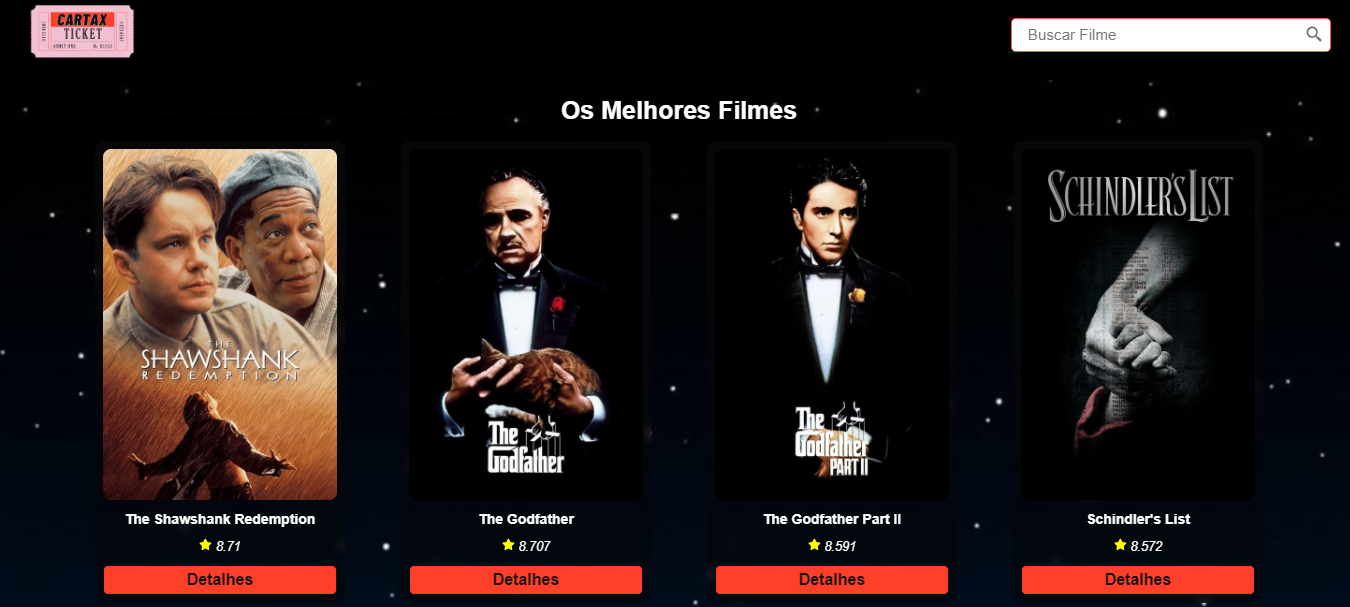 CARTAX
TICKET
ADMIT ONE
Buscar Filme
Os Melhores Filmes
THE
SHAWSHANK
REDEMPTION
The
Godfather
The
Godfather
PART II
SCHINDLER'S LIST
The Shawshank Redemption
The Godfather
The Godfather Part II
Schindler's List
8.71
8.707
8.591
8.572
Detalhes
Detalhes
Detalhes
Detalhes